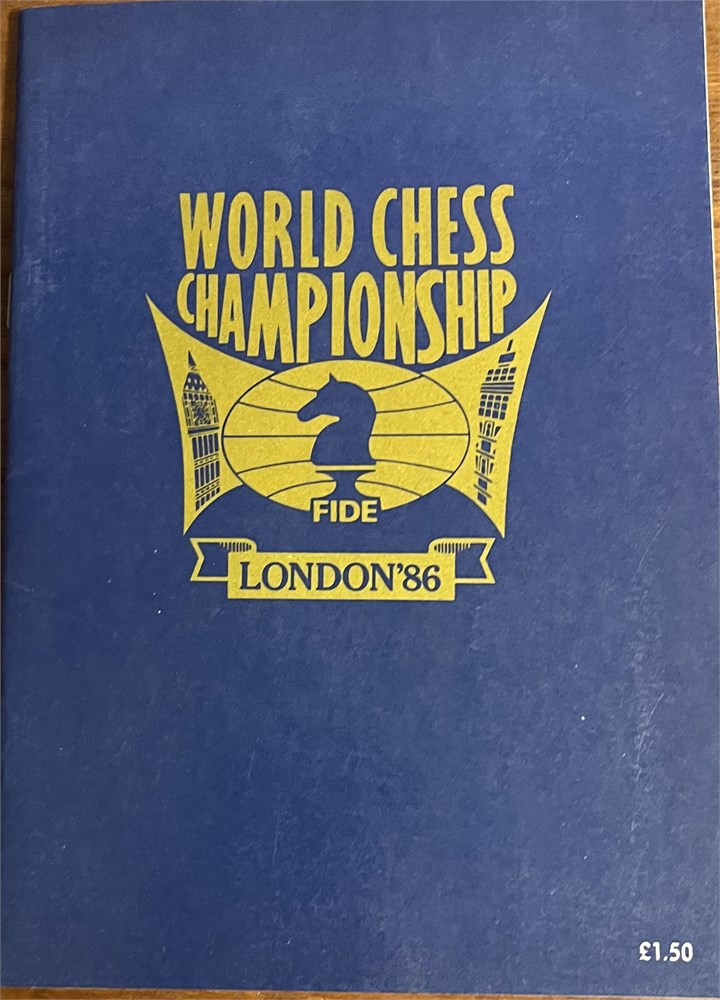 WORLD CHESS
CHAMPIONSHIP
FIDE
LONDON'86
£1.50